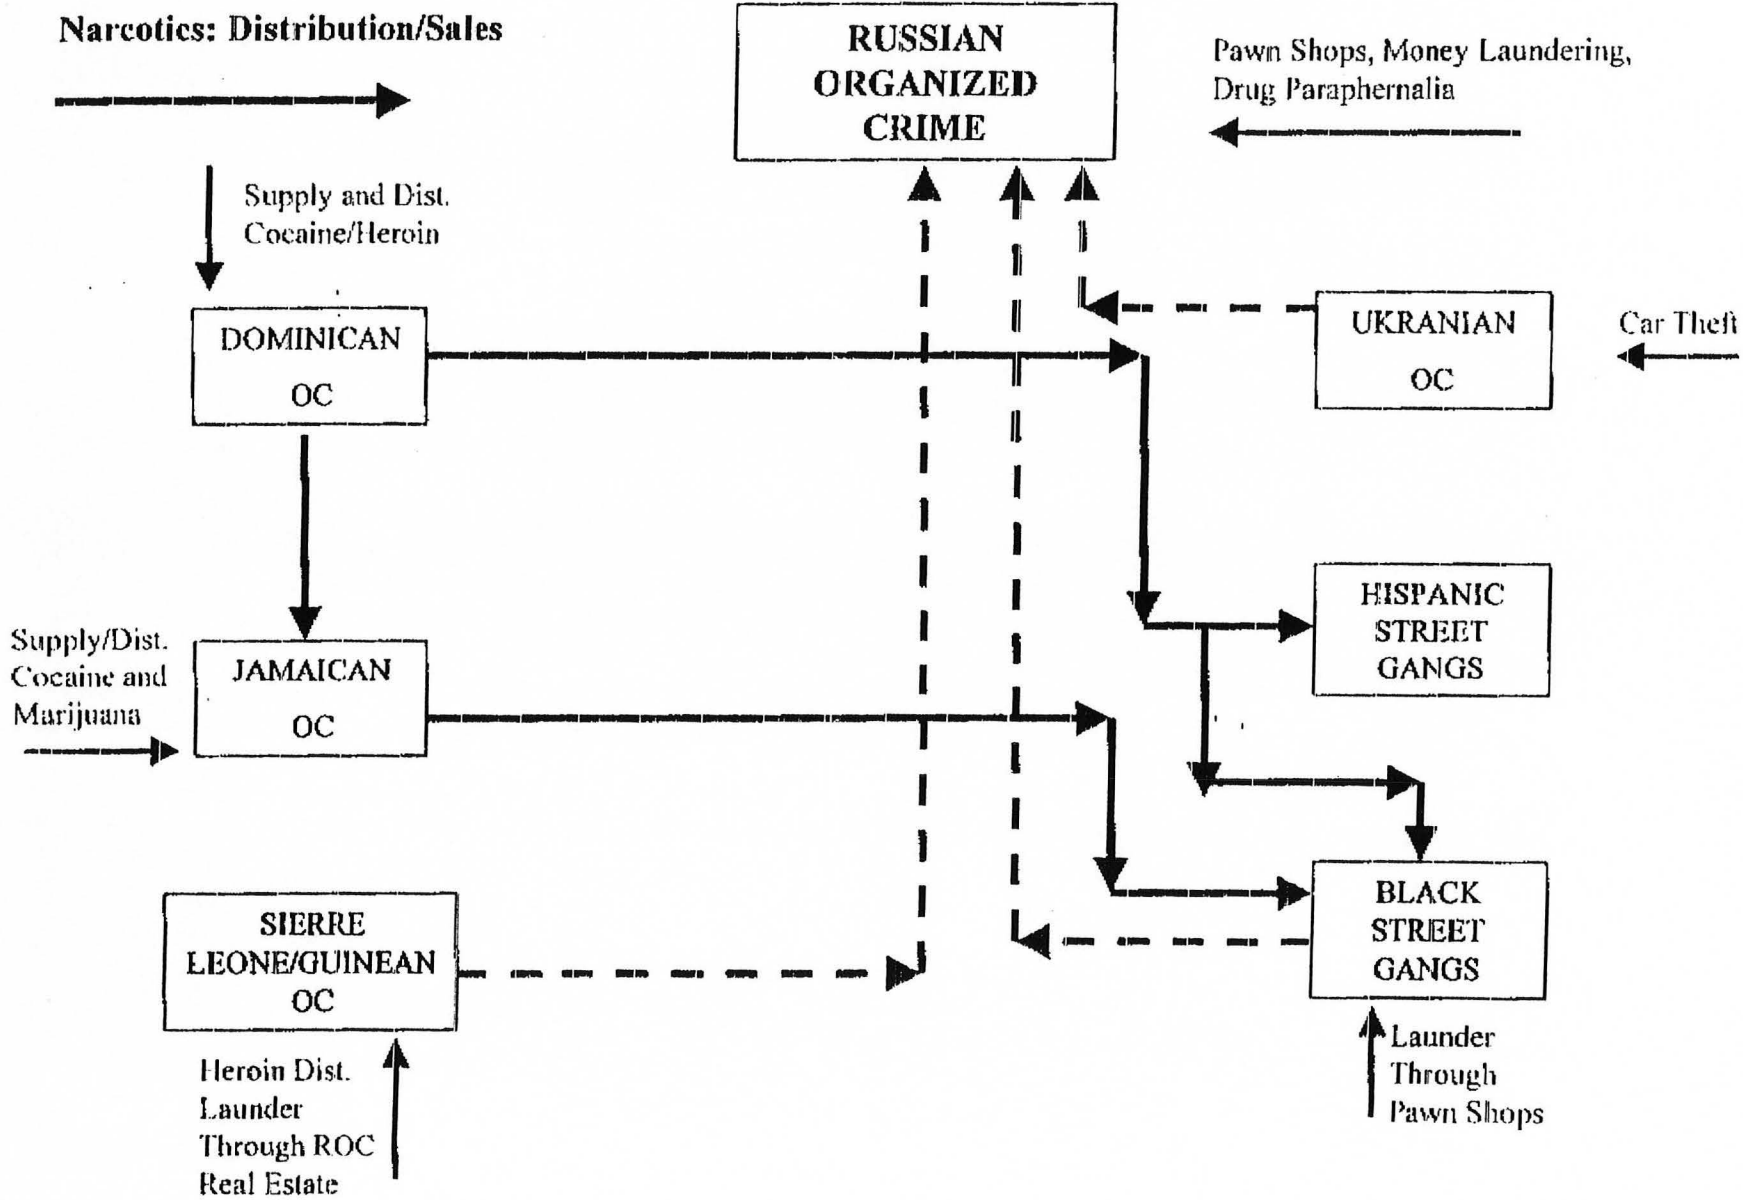 Narcotics: Distribution/Sales
RUSSIAN
ORGANIZED
CRIME
Pawn Shops, Money Laundering,
Drug Paraphernalia
Supply and Dist.
Cocaine/Heroin
DOMINICAN
OC
UKRANIAN
OC
Car Theft
HISPANIC
STREET
GANGS
Supply/Dist.
Cocaine and
Marijuana
JAMAICAN
OC
SIERRE
LEONE/GUINEAN
OC
BLACK
STREET
GANGS
Heroin Dist.
Launder
Through ROC
Real Estate
Launder
Through
Pawn Shops